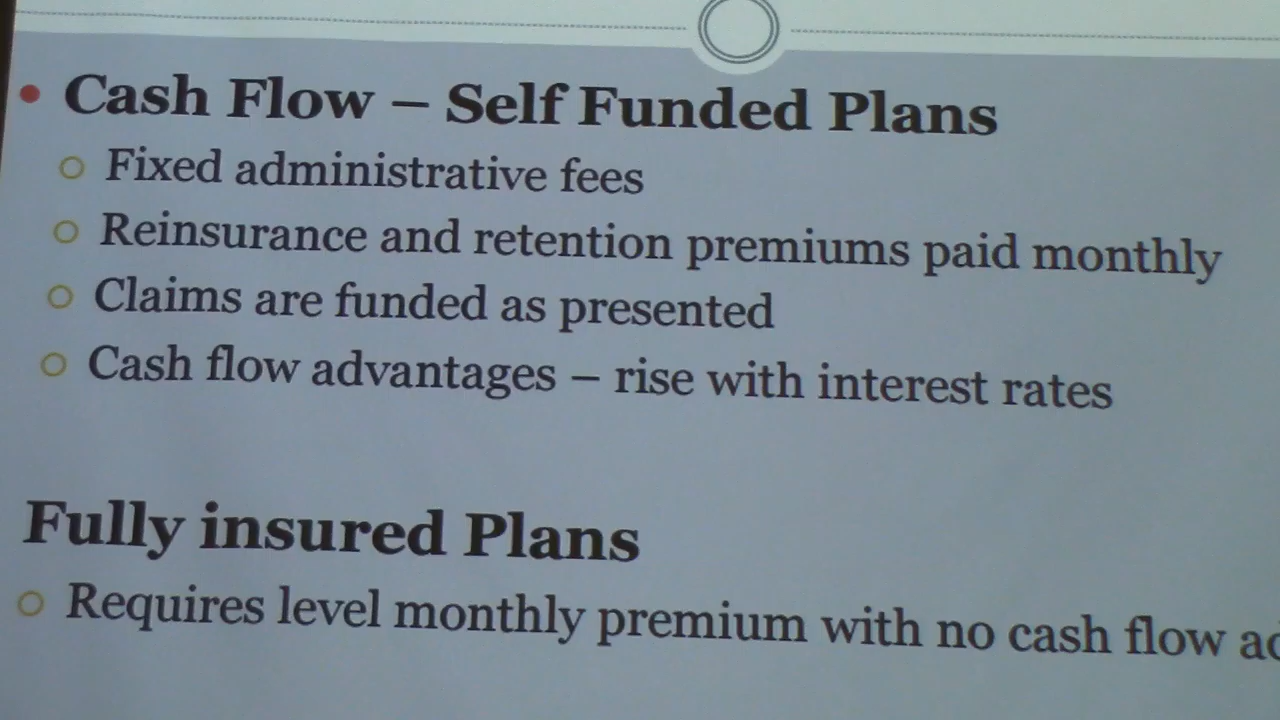 Cash Flow – Self Funded Plans
Fixed administrative fees
Reinsurance and retention premiums paid monthly
Claims are funded as presented
Cash flow advantages – rise with interest rates
Fully insured Plans
Requires level monthly premium with no cash flow